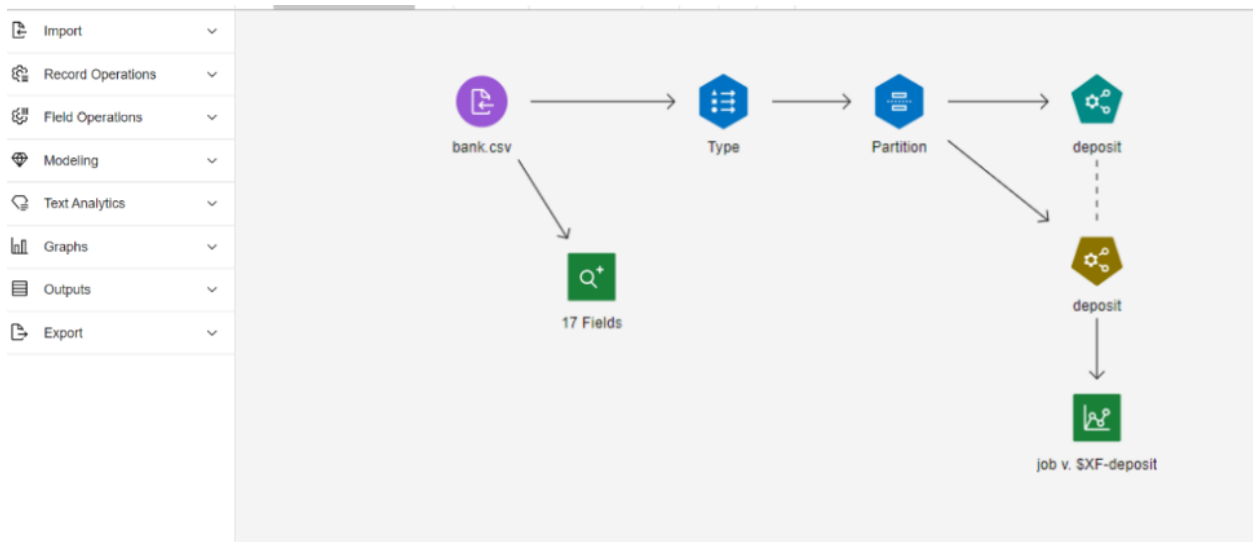 Import
Record Operations
Field Operations
Modeling
Text Analytics
Graphs
Outputs
Export
bank.csv
Type
Partition
deposit
17 Fields
deposit
job v. $XF-deposit